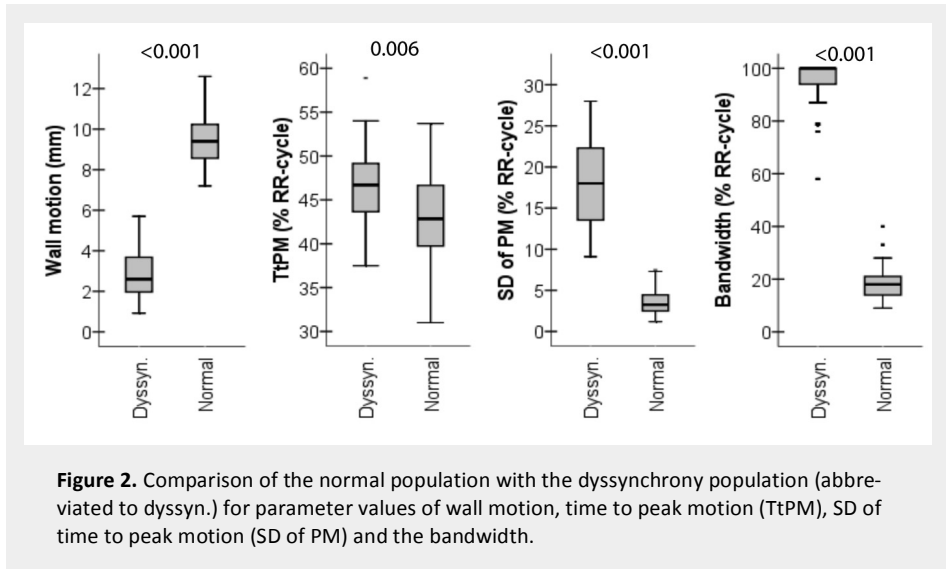 <0.001
0.006
<0.001
<0.001
Wall motion (mm)
12
10
8
6
4
2
0
Dyssyn.
Normal
TtPM (% RR-cycle)
60
55
50
45
40
35
30
Dyssyn.
Normal
SD of PM (% RR-cycle)
30
25
20
15
10
5
0
Dyssyn.
Normal
Bandwidth (% RR-cycle)
100
80
60
40
20
0
Dyssyn.
Normal
Figure 2. Comparison of the normal population with the dyssynchrony population (abbre-
viated to dyssyn.) for parameter values of wall motion, time to peak motion (TtPM), SD of
time to peak motion (SD of PM) and the bandwidth.